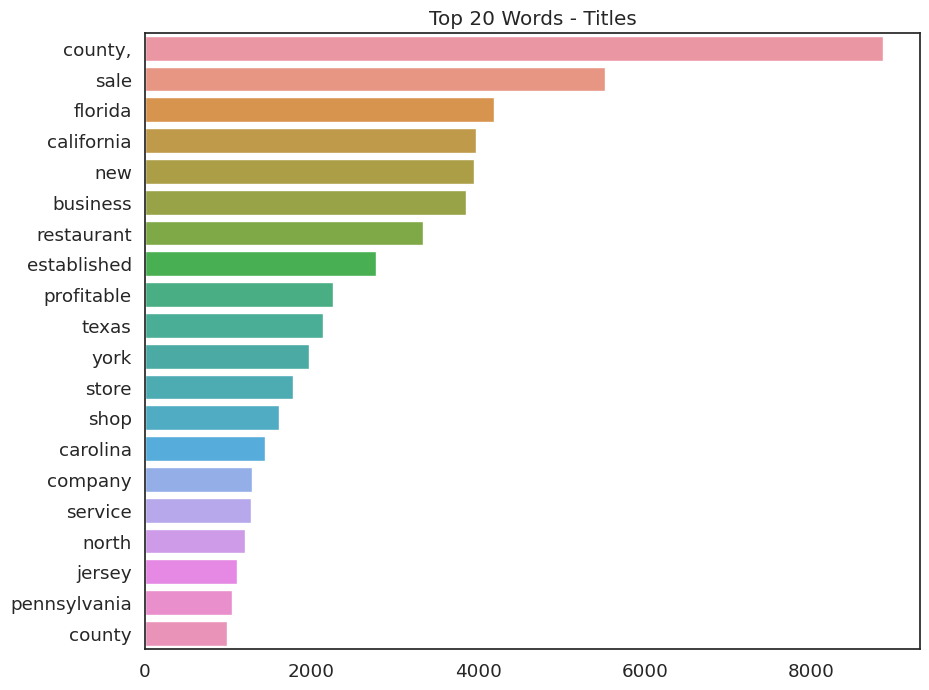 Top 20 Words - Titles
county,
sale
florida
california
new
business
restaurant
established
profitable
texas
york
store
shop
carolina
company
service
north
jersey
pennsylvania
county
0 2000 4000 6000 8000